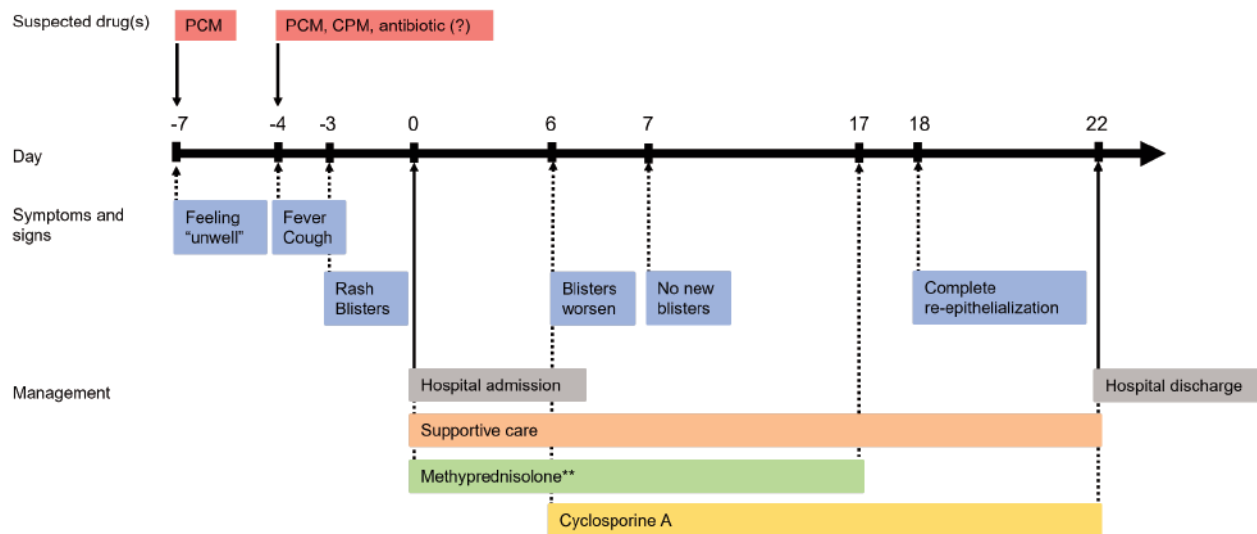 Suspected drug(s)
PCM
PCM, CPM, antibiotic (?)
-7
-4
-3
0
6
7
17
18
22
Day
Symptoms and
signs
Feeling
“unwell”
Fever
Cough
Rash
Blisters
Blisters
worsen
No new
blisters
Complete
re-epithelialization
Management
Hospital admission
Hospital discharge
Supportive care
Methyprednisolone**
Cyclosporine A